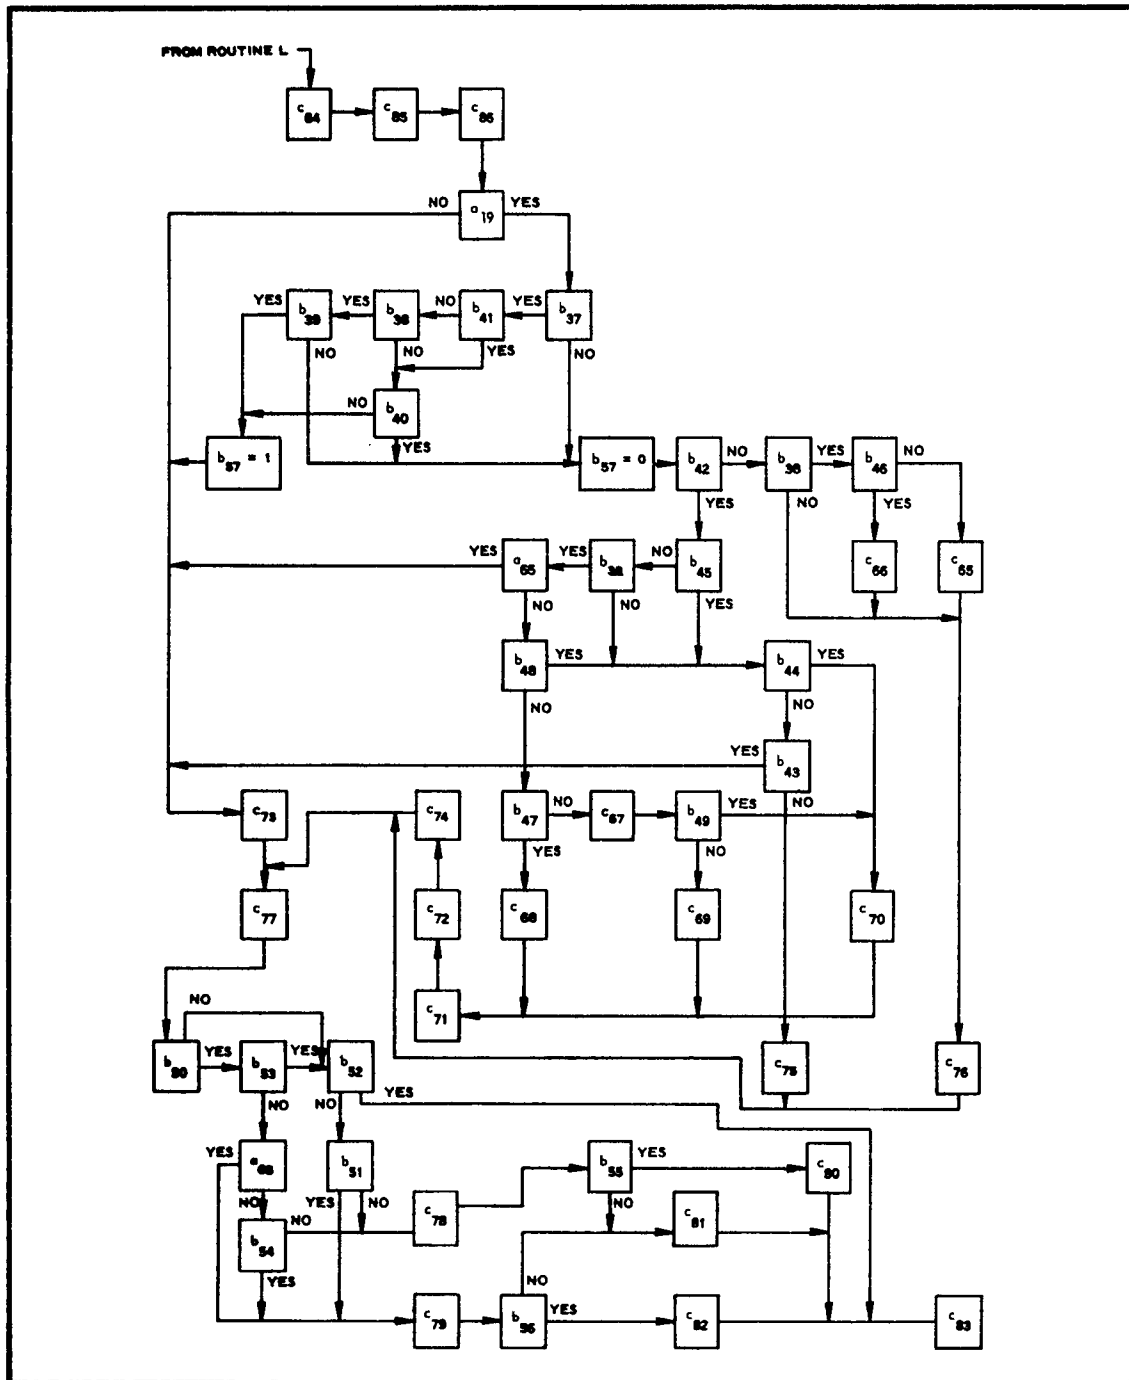 FROM ROUTINE L
c84 c85 c86
NO a19 YES
YES b39 YES b36 NO b41 YES b37
NO NO YES NO
NO b40
YES
b57 = 1 b57 = 0 b42 NO b38 YES b46 NO
YES NO YES
YES a65 YES b38 NO b45 c66 c65
NO NO YES
b48 YES b44 YES
NO NO
YES b43
c73 c74 b47 NO c67 b49 YES NO
YES NO
c77 c72 c68 c69 c70
NO c71
b50 YES b53 YES b52 c75 c76
NO NO YES
YES a68 b51 b55 YES c80
NO YES NO NO
b54 NO c78 c81
YES NO
c79 b56 YES c82 c83